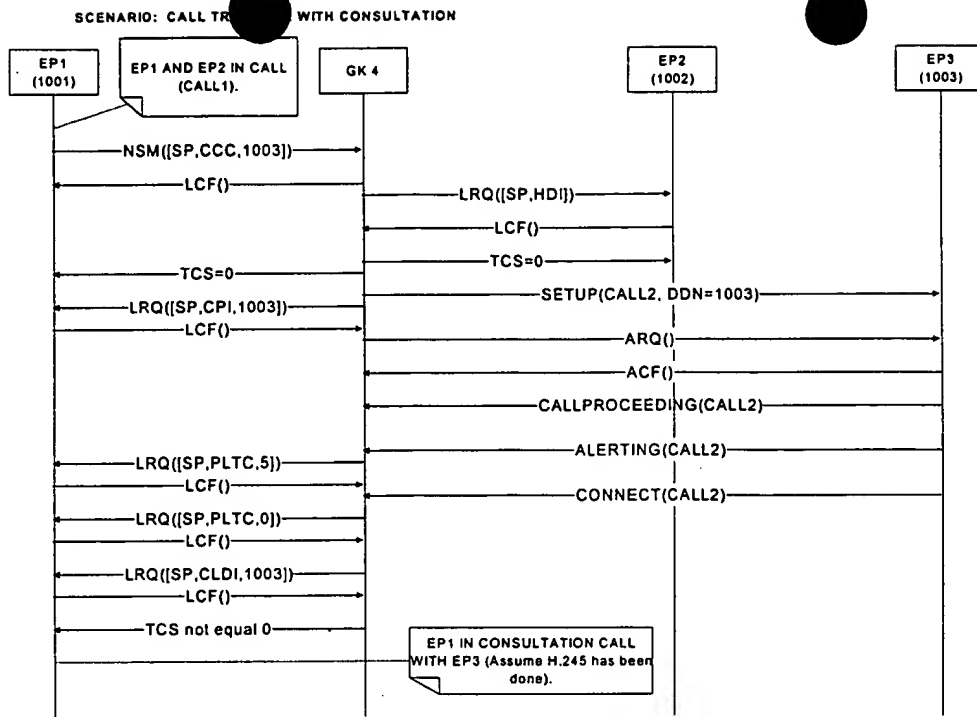 SCENARIO: CALL WITH CONSULTATION
EP1
(1001)
EP1 AND EP2 IN CALL
(CALL1).
GK 4
EP2
(1002)
EP3
(1003)
NSM([SP,CCC,1003])
LCF()
LRQ([SP,HDI])
LCF()
TCS=0
TCS=0
SETUP(CALL2, DDN=1003)
LRQ([SP,CPI,1003])
LCF()
ARQ()
ACF()
CALLPROCEEDING(CALL2)
ALERTING(CALL2)
LRQ([SP,PLTC,5])
LCF()
CONNECT(CALL2)
LRQ([SP,PLTC,0])
LCF()
LRQ([SP,CLDI,1003])
LCF()
TCS not equal 0
EP1 IN CONSULTATION CALL
WITH EP3 (Assume H.245 has been
done).